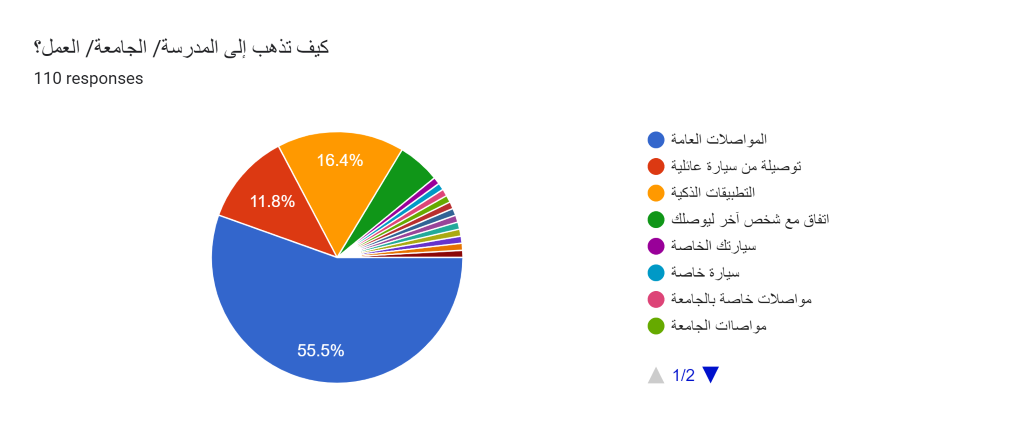 كيف تذهب إلى المدرسة/ الجامعة/ العمل؟
110 responses
16.4%
11.8%
55.5%
المواصلات العامة
توصيلة من سيارة عائلية
التطبيقات الذكية
اتفاق مع شخص آخر ليوصلك
سيارتك الخاصة
سيارة خاصة
مواصلات خاصة بالجامعة
مواصاات الجامعة
1/2